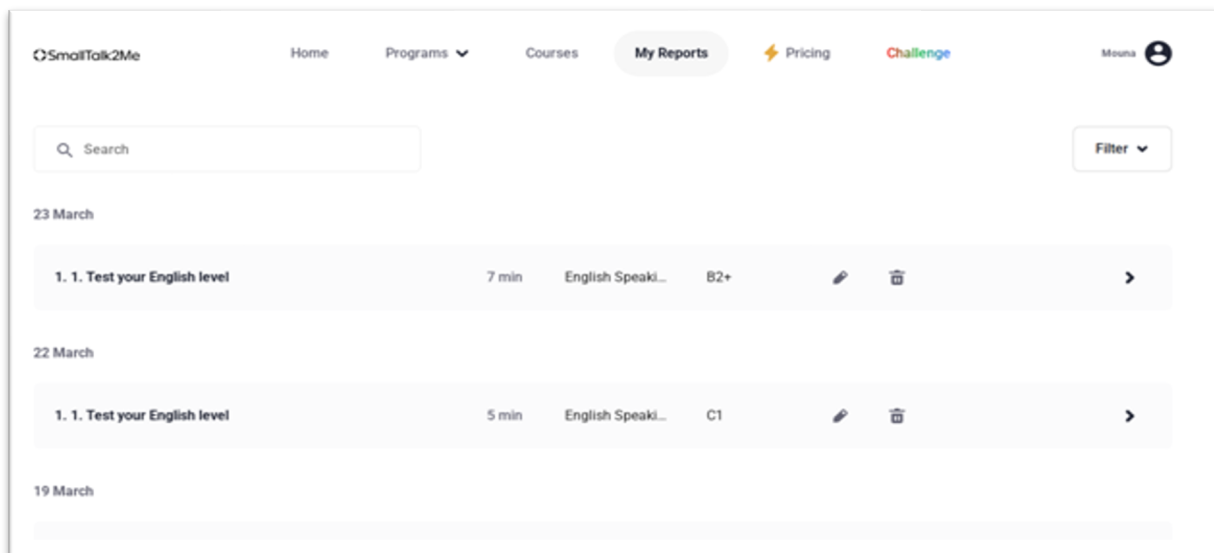 SmallTalk2Me Home Programs Courses My Reports Pricing Challenge Mouna
Search Filter
23 March
1. 1. Test your English level 7 min English Speaki... B2+
22 March
1. 1. Test your English level 5 min English Speaki... C1
19 March